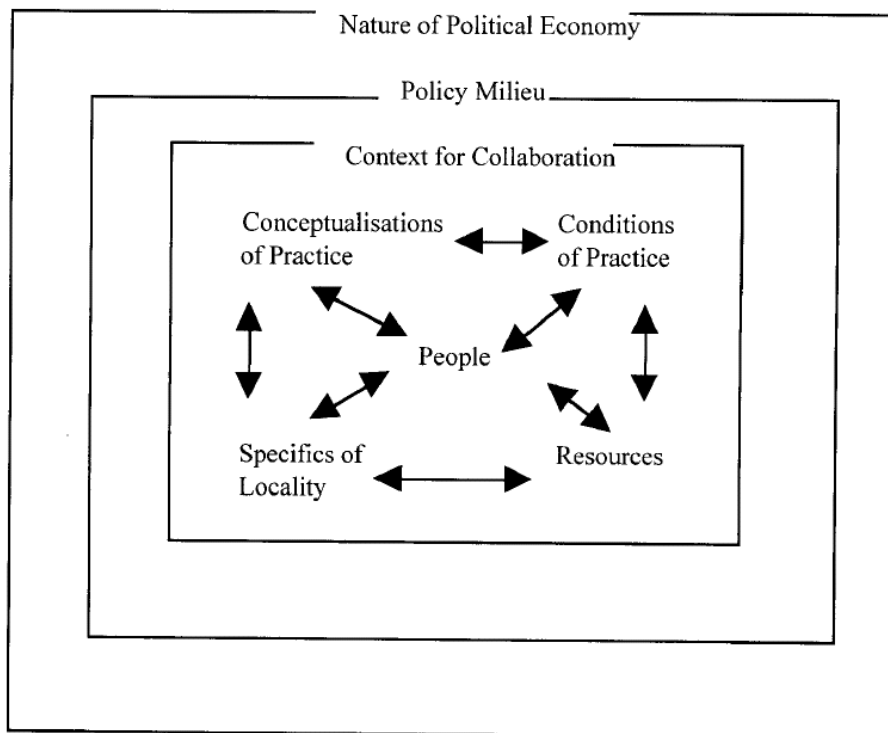 Nature of Political Economy
Policy Milieu
Context for Collaboration
Conceptualisations
of Practice
Conditions
of Practice
People
Specifics of
Locality
Resources